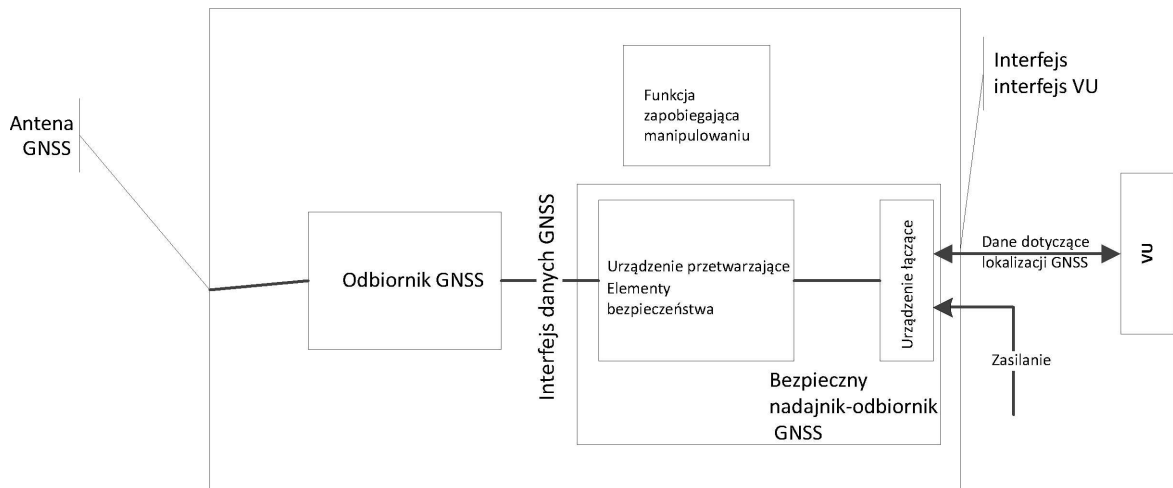 Antena
GNSS
Funkcja
zapobiegająca
manipulowaniu
Interfejs
interfejs VU
Odbiornik GNSS
Interfejs danych GNSS
Urządzenie przetwarzające
Elementy
bezpieczeństwa
Urządzenie łączące
Dane dotyczące
lokalizacji GNSS
VU
Zasilanie
Bezpieczny
nadajnik-odbiornik
GNSS